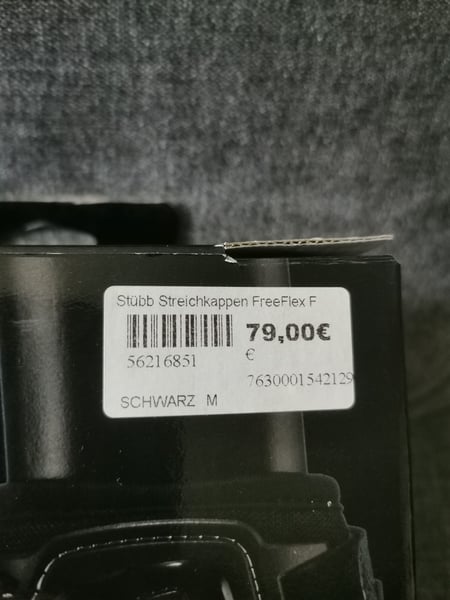 Stübb Streichkappen FreeFlex F
79,00€
€
56216851
7630001542129
SCHWARZ M